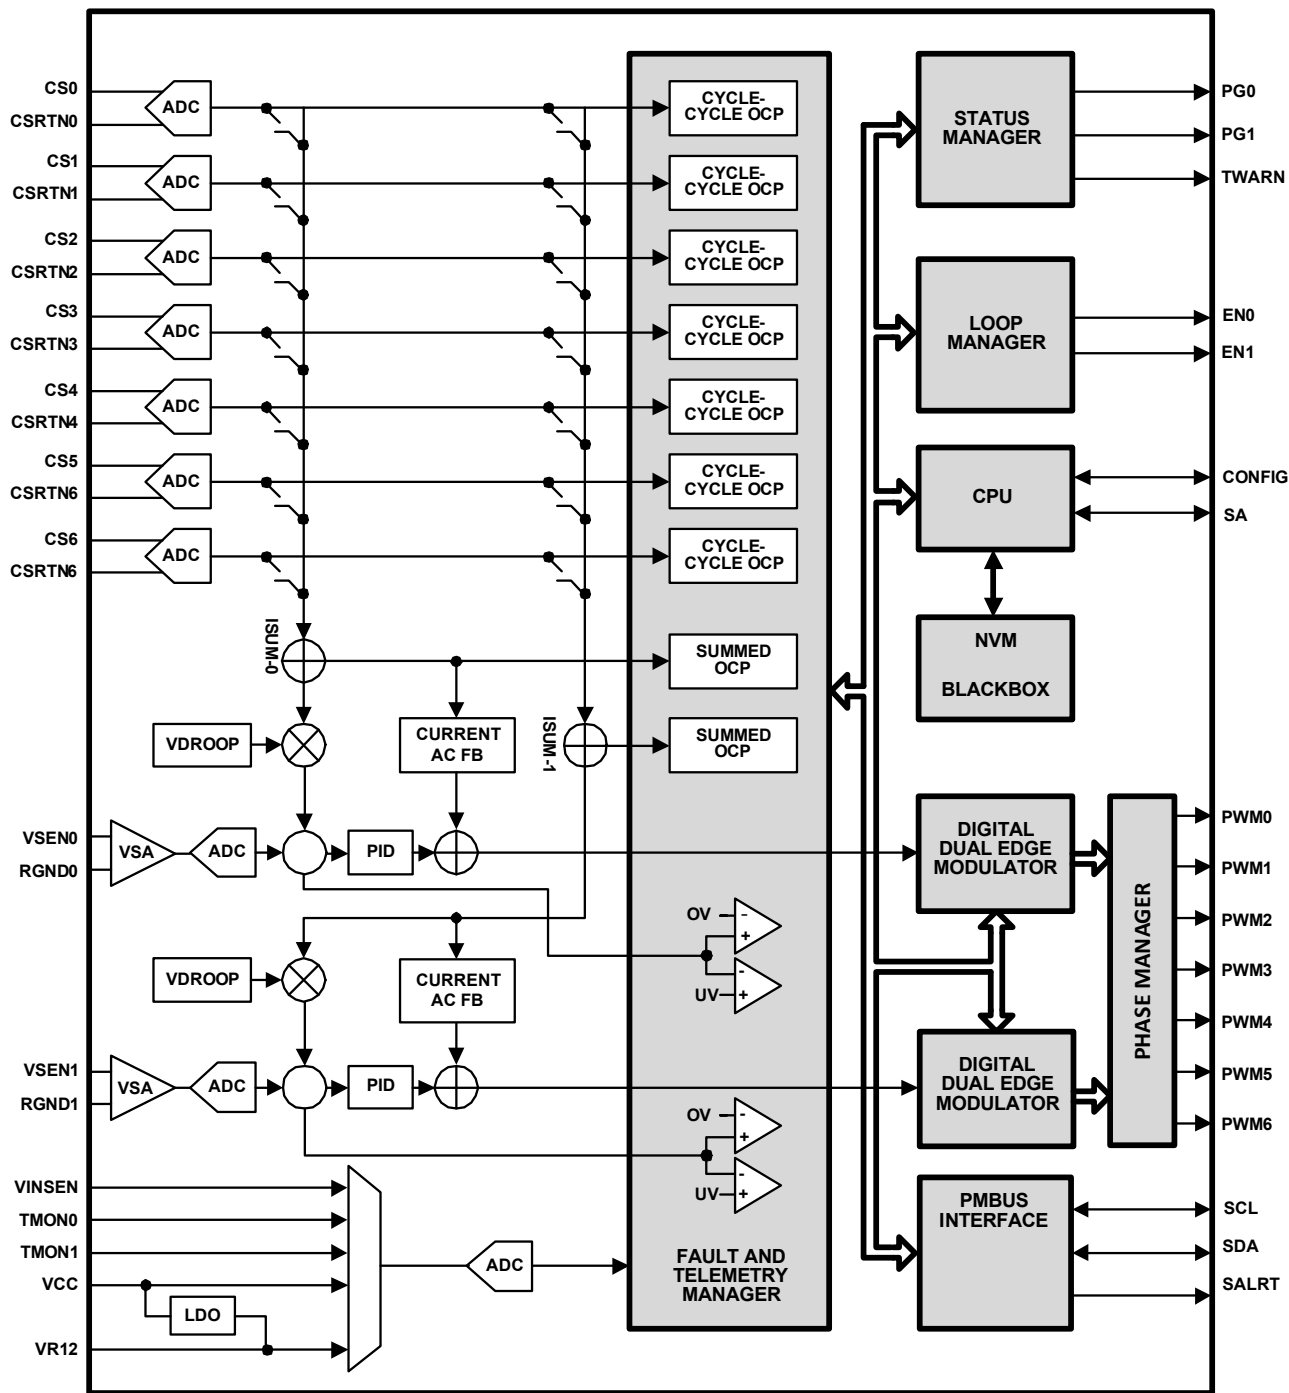 CS0
CSRTN0
ADC
CYCLE-
CYCLE OCP
CS1
CSRTN1
ADC
CYCLE-
CYCLE OCP
CS2
CSRTN2
ADC
CYCLE-
CYCLE OCP
CS3
CSRTN3
ADC
CYCLE-
CYCLE OCP
CS4
CSRTN4
ADC
CYCLE-
CYCLE OCP
CS5
CSRTN6
ADC
CYCLE-
CYCLE OCP
CS6
CSRTN6
ADC
CYCLE-
CYCLE OCP
ISUM-0
SUMMED
OCP
VDROOP
CURRENT
AC FB
ISUM -1
SUMMED
OCP
VSEN0
RGND0
VSA
ADC
PID
OV
-
+
-
UV
+
VDROOP
CURRENT
AC FB
VSEN1
RGND1
VSA
ADC
PID
OV
-
+
-
UV
+
VINSEN
TMON0
TMON1
VCC
LDO
VR12
ADC
FAULT AND
TELEMETRY
MANAGER
STATUS
MANAGER
PG0
PG1
TWARN
LOOP
MANAGER
EN0
EN1
CPU
CONFIG
SA
NVM
BLACKBOX
DIGITAL
DUAL EDGE
MODULATOR
DIGITAL
DUAL EDGE
MODULATOR
PHASE MANAGER
PWM0
PWM1
PWM2
PWM3
PWM4
PWM5
PWM6
PMBUS
INTERFACE
SCL
SDA
SALRT